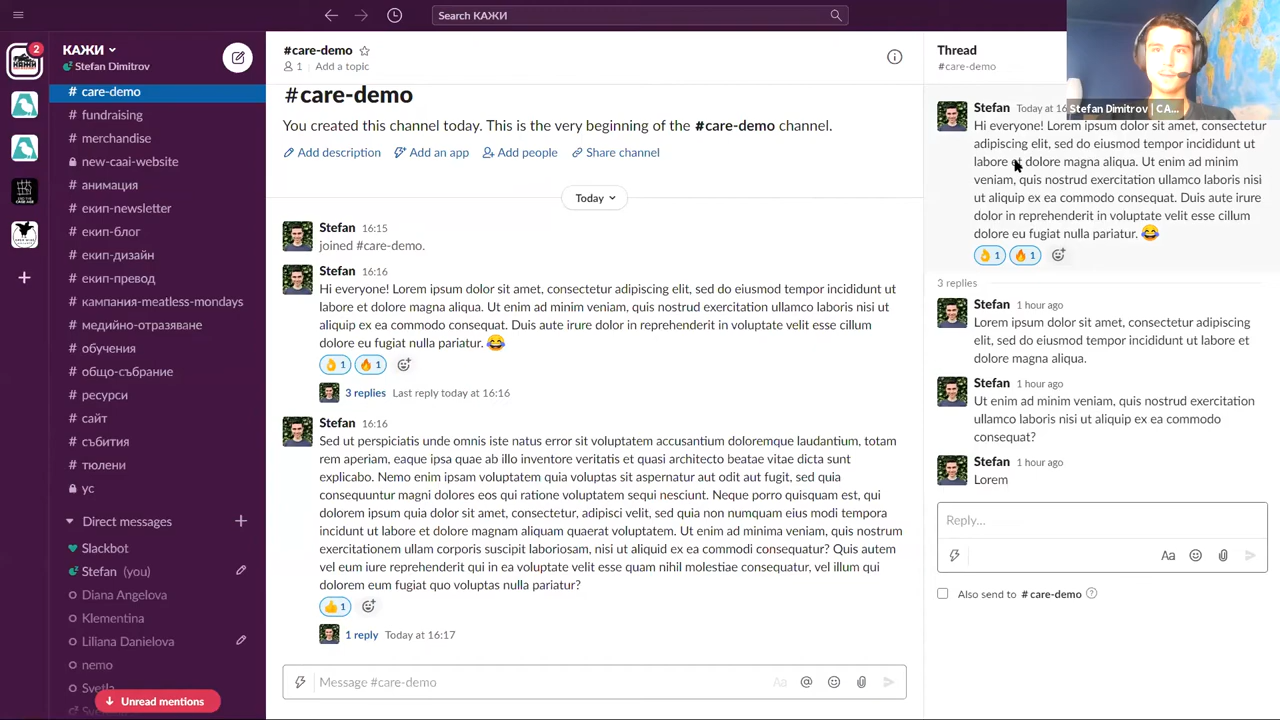 Search КАЖИ
2
КАЖИ
Stefan Dimitrov
# care-demo
# fundraising
# merchandise
new-caai-website
# анимация
# екип-newsletter
# екип-блог
# екип-дизайн
# екип-превод
# кампания-meatless-mondays
# медийно-отразяване
# обучения
# общо-събрание
# ресурси
# сайт
# събития
# тюлени
ус
Direct messages
Slackbot
Stefan (you)
Diana Angelova
Klementina
Liliana Danielova
nemo
Svetla
Unread mentions
#care-demo
1 Add a topic
#care-demo
You created this channel today. This is the very beginning of the #care-demo channel.
Add description Add an app Add people Share channel
Today
Stefan 16:15
joined #care-demo.
Stefan 16:16
Hi everyone! Lorem ipsum dolor sit amet, consectetur adipiscing elit, sed do eiusmod tempor incididunt ut
labore et dolore magna aliqua. Ut enim ad minim veniam, quis nostrud exercitation ullamco laboris nisi ut
aliquip ex ea commodo consequat. Duis aute irure dolor in reprehenderit in voluptate velit esse cillum
dolore eu fugiat nulla pariatur. 😂
👌 1 🔥 1
3 replies Last reply today at 16:16
Stefan 16:16
Sed ut perspiciatis unde omnis iste natus error sit voluptatem accusantium doloremque laudantium, totam
rem aperiam, eaque ipsa quae ab illo inventore veritatis et quasi architecto beatae vitae dicta sunt
explicabo. Nemo enim ipsam voluptatem quia voluptas sit aspernatur aut odit aut fugit, sed quia
consequuntur magni dolores eos qui ratione voluptatem sequi nesciunt. Neque porro quisquam est, qui
dolorem ipsum quia dolor sit amet, consectetur, adipisci velit, sed quia non numquam eius modi tempora
incidunt ut labore et dolore magnam aliquam quaerat voluptatem. Ut enim ad minima veniam, quis nostrum
exercitationem ullam corporis suscipit laboriosam, nisi ut aliquid ex ea commodi consequatur? Quis autem
vel eum iure reprehenderit qui in ea voluptate velit esse quam nihil molestiae consequatur, vel illum qui
dolorem eum fugiat quo voluptas nulla pariatur?
👍 1
1 reply Today at 16:17
Message #care-demo
Aa
Thread
#care-demo
Stefan Dimitrov | CA...
Stefan Today at 16
Hi everyone! Lorem ipsum dolor sit amet, consectetur
adipiscing elit, sed do eiusmod tempor incididunt ut
labore et dolore magna aliqua. Ut enim ad minim
veniam, quis nostrud exercitation ullamco laboris nisi
ut aliquip ex ea commodo consequat. Duis aute irure
dolor in reprehenderit in voluptate velit esse cillum
dolore eu fugiat nulla pariatur. 😂
👌 1 🔥 1
3 replies
Stefan 1 hour ago
Lorem ipsum dolor sit amet, consectetur adipiscing
elit, sed do eiusmod tempor incididunt ut labore et
dolore magna aliqua.
Stefan 1 hour ago
Ut enim ad minim veniam, quis nostrud exercitation
ullamco laboris nisi ut aliquip ex ea commodo
consequat?
Stefan 1 hour ago
Lorem
Reply...
Aa
Also send to # care-demo